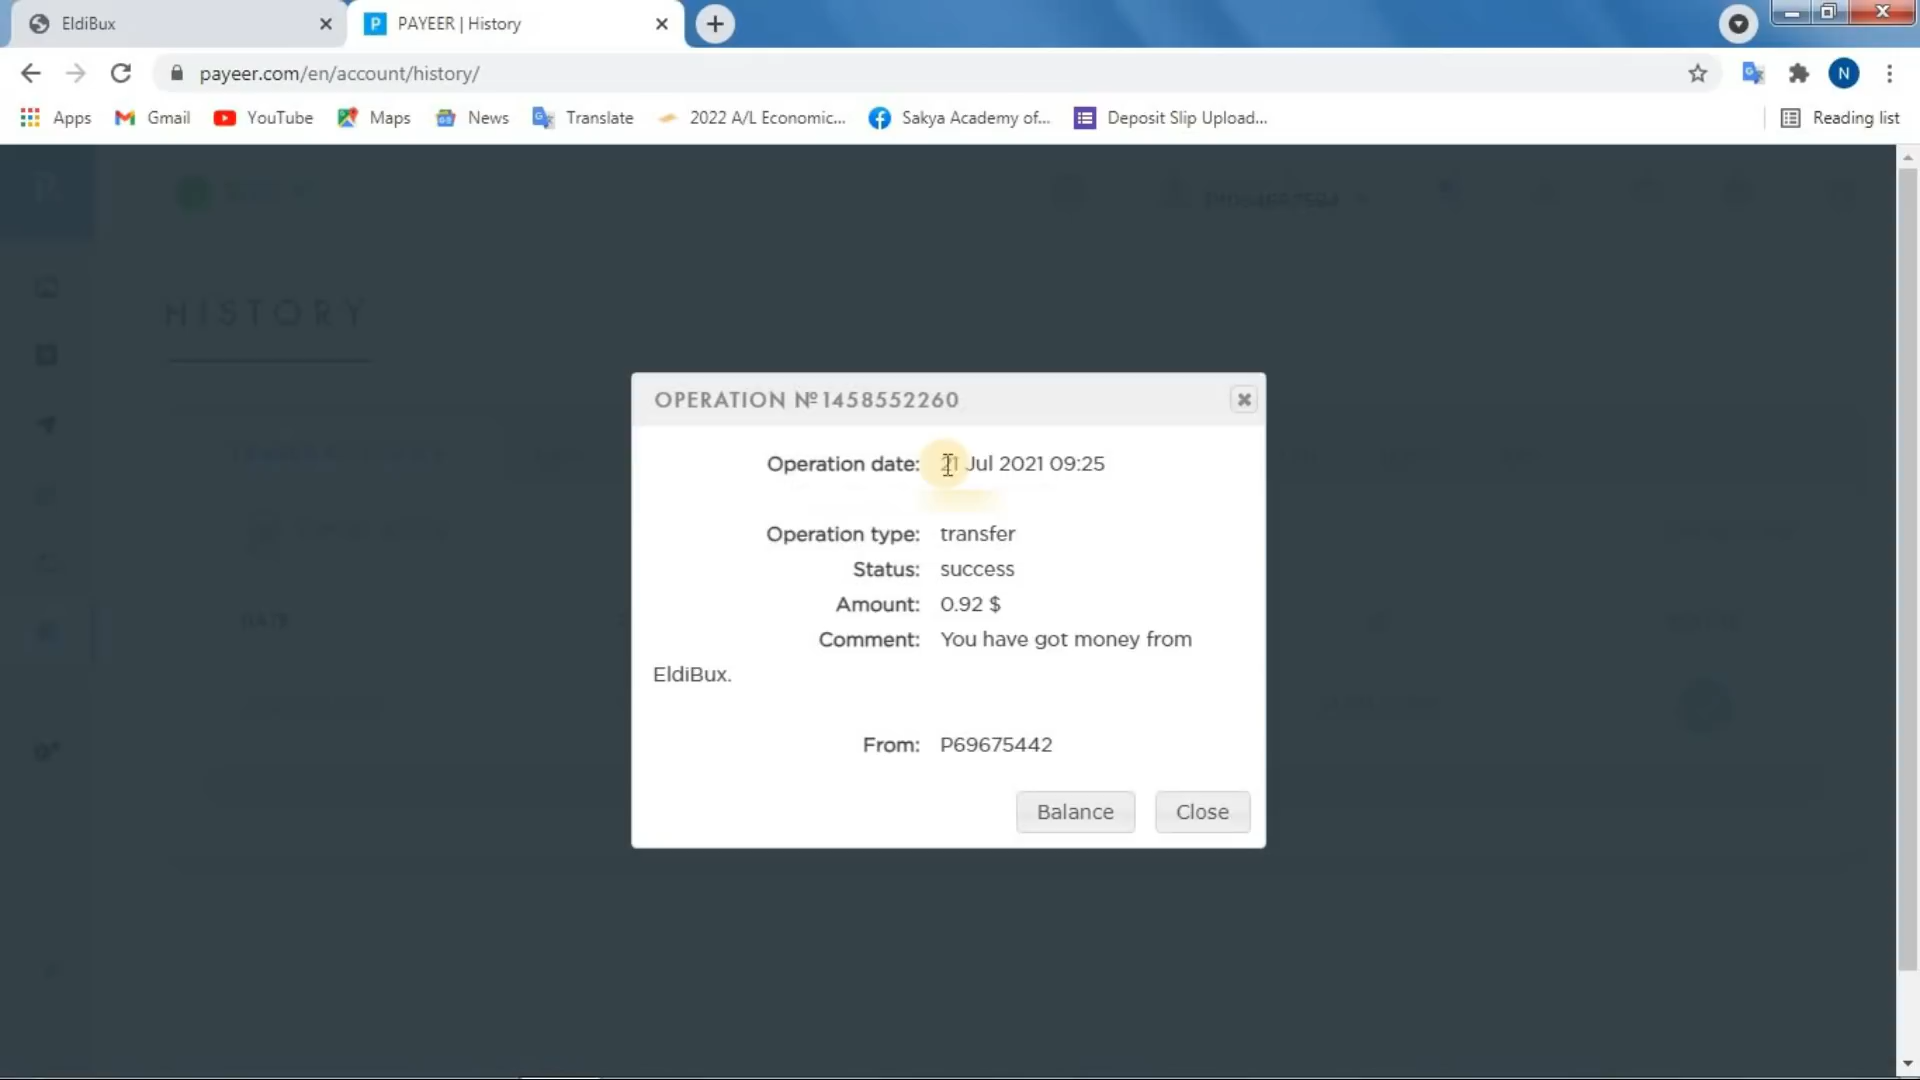 EldiBux
PAYEER | History
payeer.com/en/account/history/
N
Apps
Gmail
YouTube
Maps
News
Translate
2022 A/L Economic...
Sakya Academy of...
Deposit Slip Upload...
Reading list
HISTORY
OPERATION №1458552260
Operation date: 21 Jul 2021 09:25
Operation type: transfer
Status: success
Amount: 0.92 $
Comment: You have got money from
EldiBux.
From: P69675442
Balance
Close
DATE